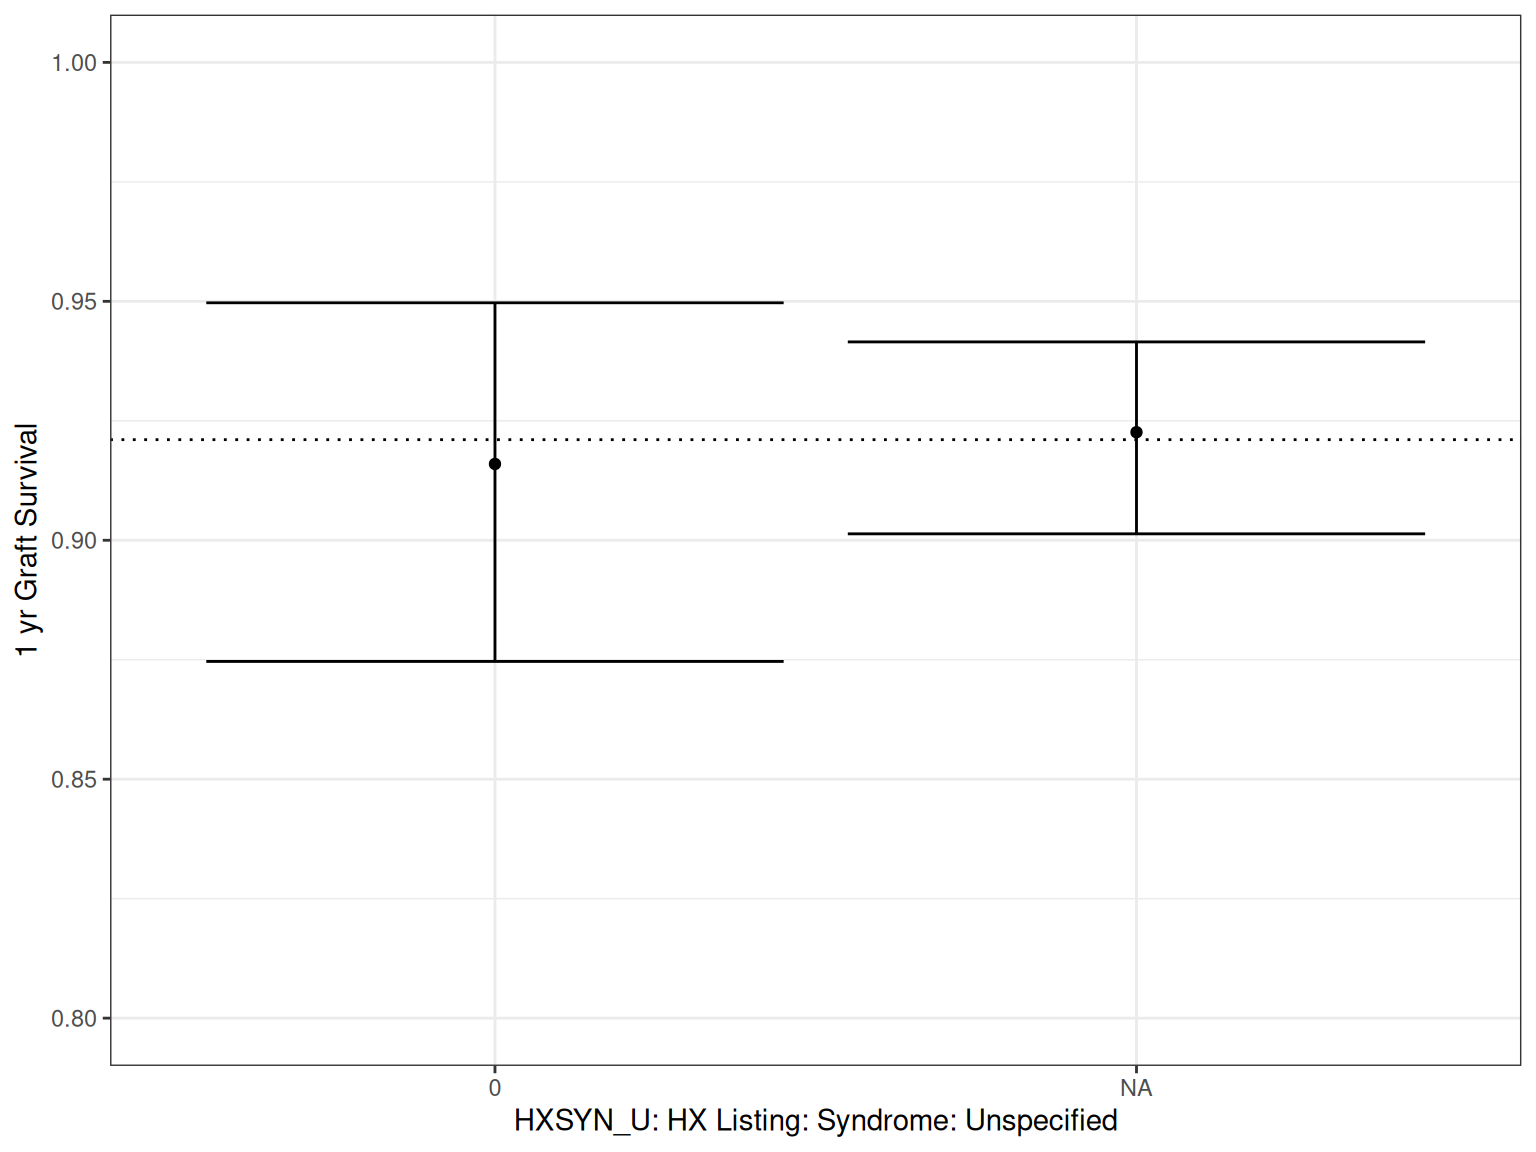 1.00
0.95
0.90
0.85
0.80
1 yr Graft Survival
0
NA
HXSYN_U: HX Listing: Syndrome: Unspecified